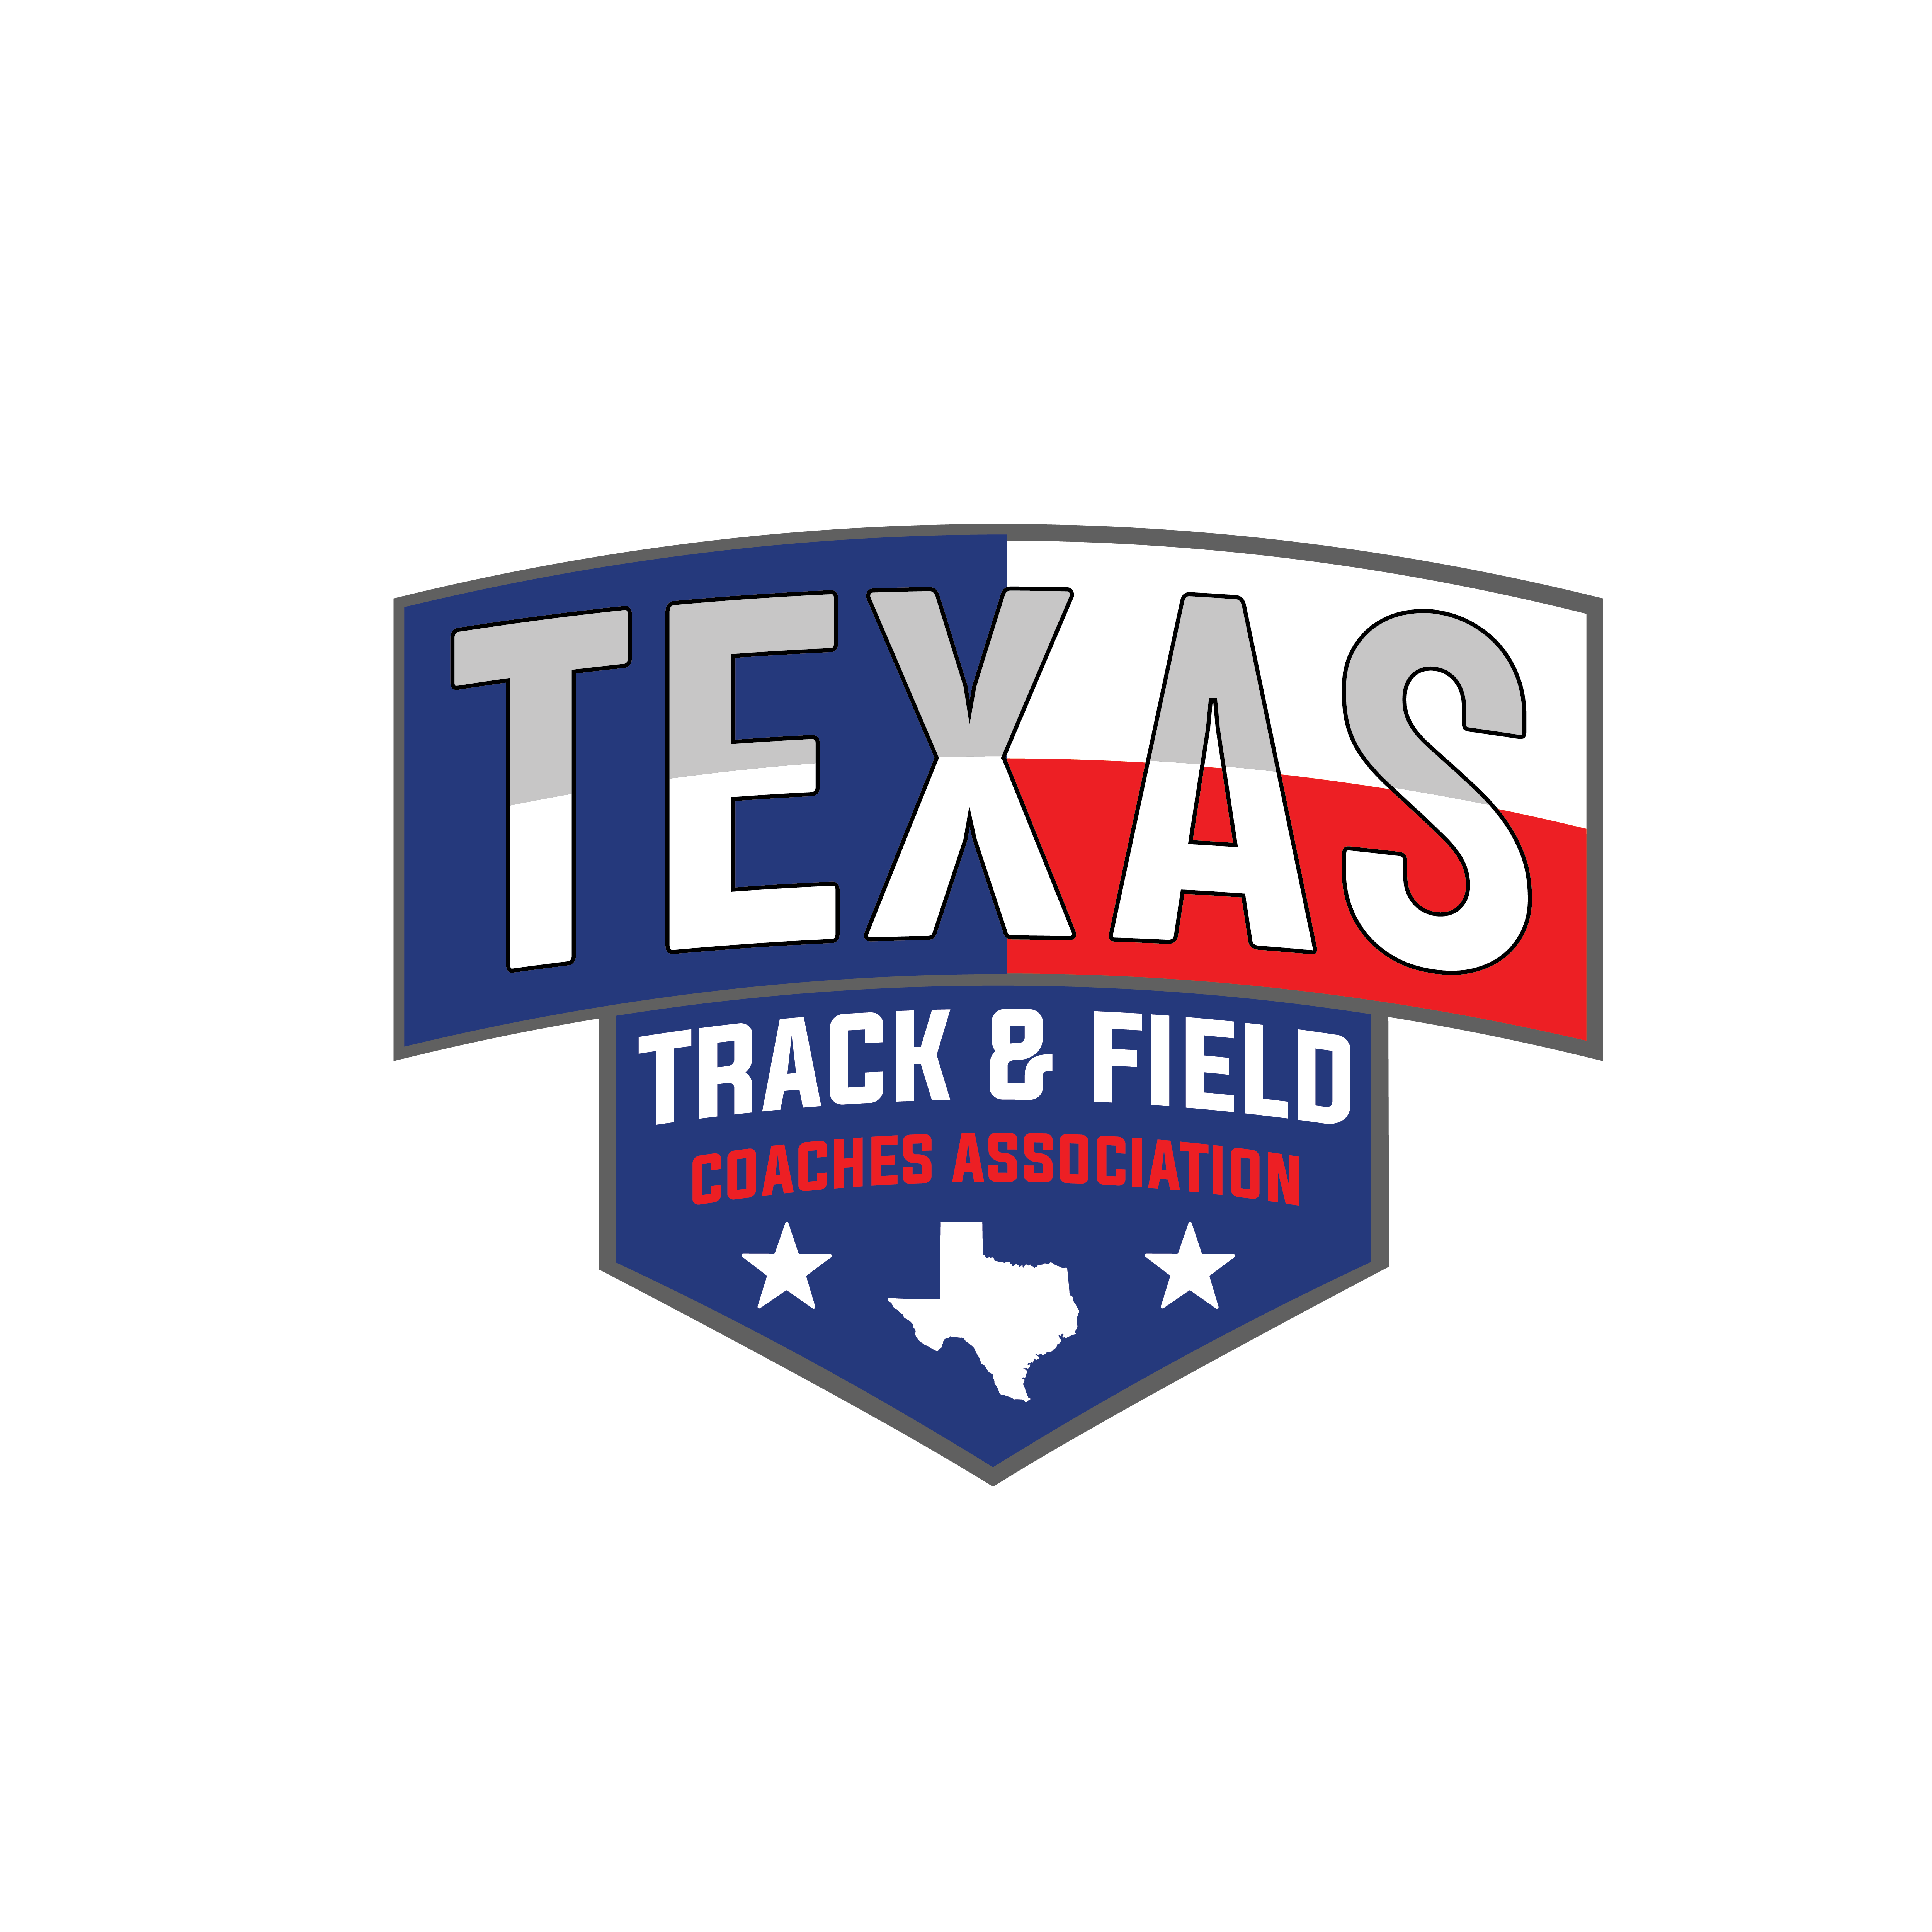 TEXAS
TRACK & FIELD
COACHES ASSOCIATION